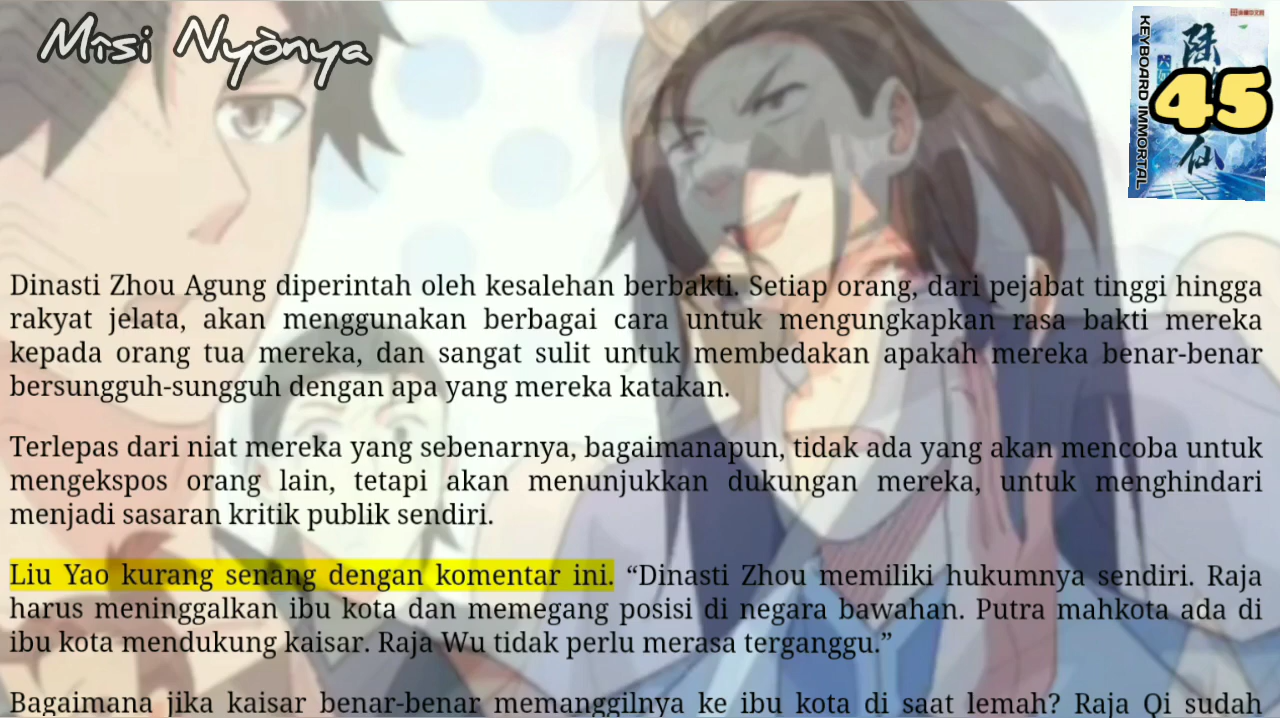 Mîsi Nyònya
KEYBOARD IMMORTAL
45
仙
Dinasti Zhou Agung diperintah oleh kesalehan berbakti. Setiap orang, dari pejabat tinggi hingga
rakyat jelata, akan menggunakan berbagai cara untuk mengungkapkan rasa bakti mereka
kepada orang tua mereka, dan sangat sulit untuk membedakan apakah mereka benar-benar
bersungguh-sungguh dengan apa yang mereka katakan.
Terlepas dari niat mereka yang sebenarnya, bagaimanapun, tidak ada yang akan mencoba untuk
mengekspos orang lain, tetapi akan menunjukkan dukungan mereka, untuk menghindari
menjadi sasaran kritik publik sendiri.
Liu Yao kurang senang dengan komentar ini. “Dinasti Zhou memiliki hukumnya sendiri. Raja
harus meninggalkan ibu kota dan memegang posisi di negara bawahan. Putra mahkota ada di
ibu kota mendukung kaisar. Raja Wu tidak perlu merasa terganggu.”
Bagaimana jika kaisar benar-benar memanggilnya ke ibu kota di saat lemah? Raja Qi sudah